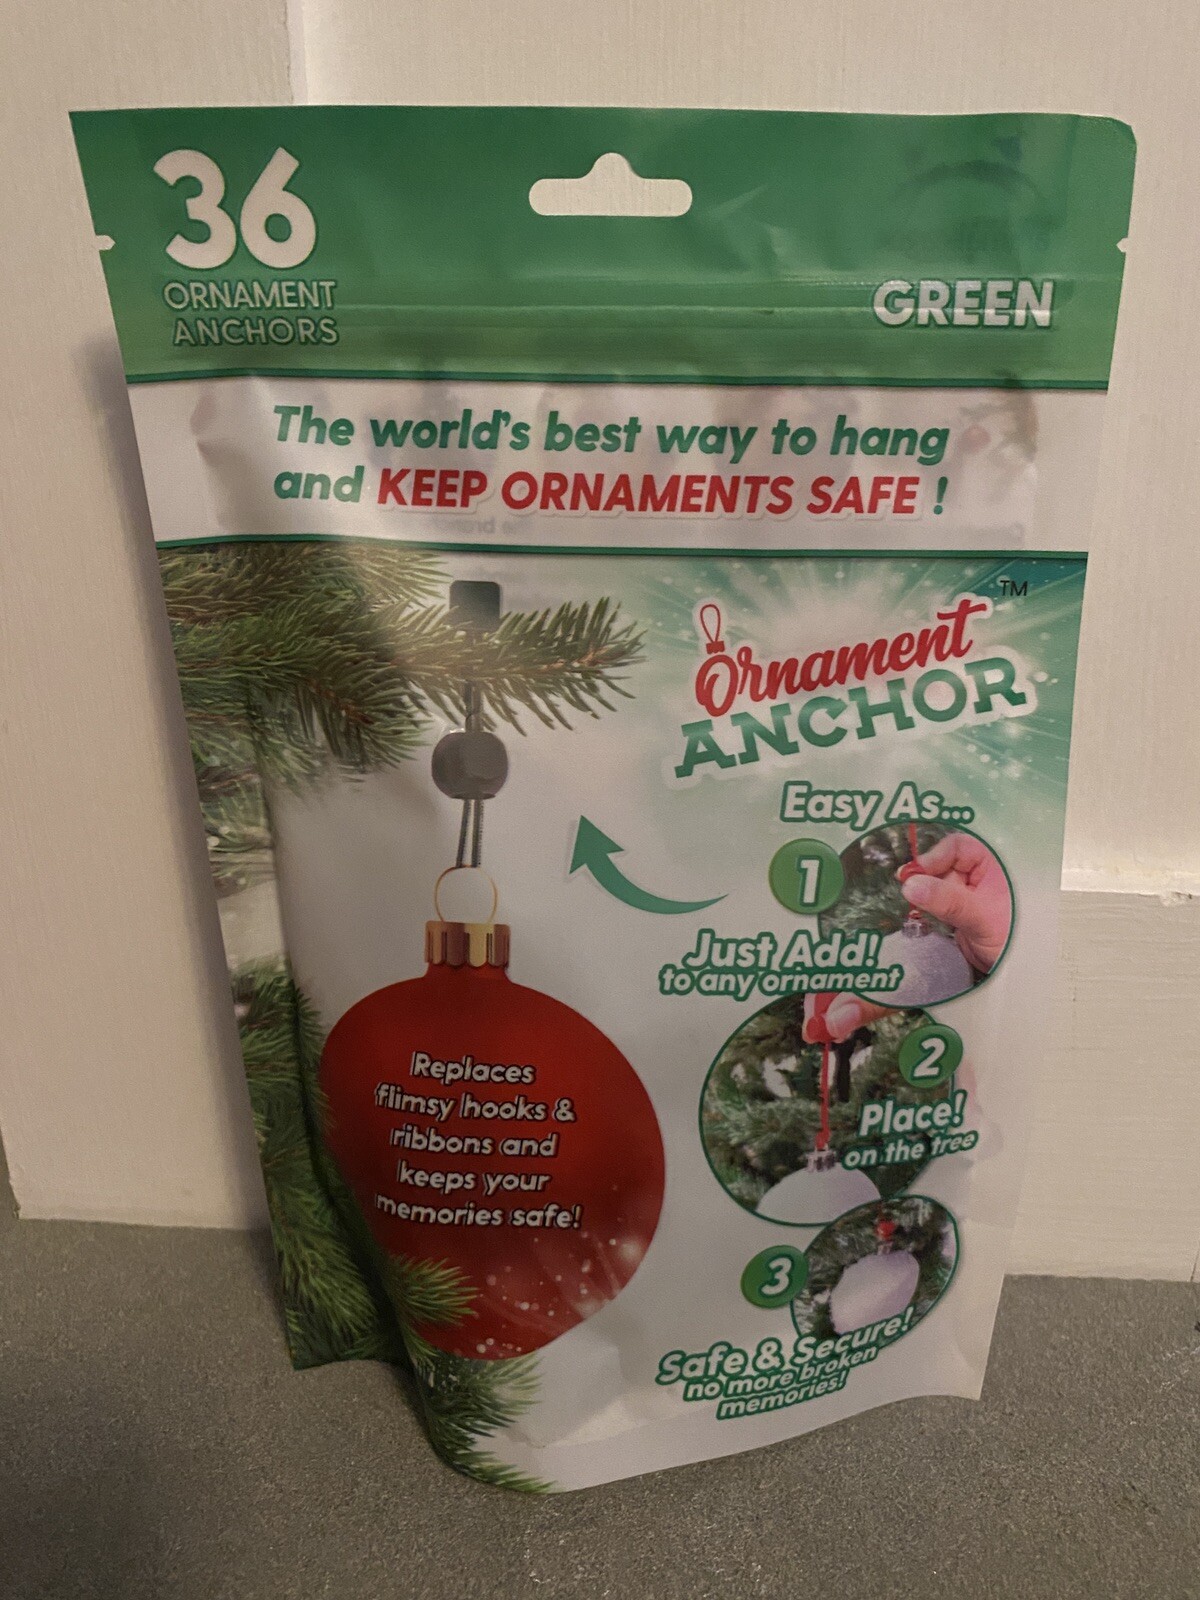 36
ORNAMENT
ANCHORS
GREEN
The world's best way to hang
and KEEP ORNAMENTS SAFE !
Ornament TM
ANCHOR
Easy As...
1
Just Add!
to any ornament
2
Place!
on the tree
3
Safe & Secure!
no more broken
memories!
Replaces
flimsy hooks &
ribbons and
keeps your
memories safe!